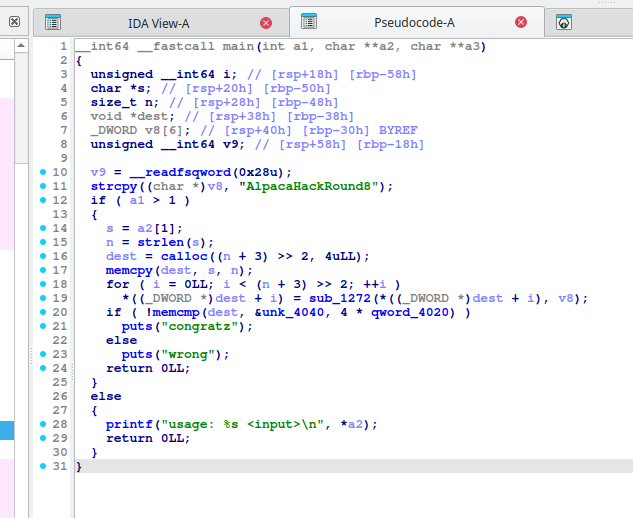 IDA View-A
Pseudocode-A
1 __int64 __fastcall main(int a1, char **a2, char **a3)
2 {
3   unsigned __int64 i; // [rsp+18h] [rbp-58h]
4   char *s; // [rsp+20h] [rbp-50h]
5   size_t n; // [rsp+28h] [rbp-48h]
6   void *dest; // [rsp+38h] [rbp-38h]
7   _DWORD v8[6]; // [rsp+40h] [rbp-30h] BYREF
8   unsigned __int64 v9; // [rsp+58h] [rbp-18h]
9
10   v9 = __readfsqword(0x28u);
11   strcpy((char *)v8, "AlpacaHackRound8");
12   if ( a1 > 1 )
13   {
14     s = a2[1];
15     n = strlen(s);
16     dest = calloc((n + 3) >> 2, 4uLL);
17     memcpy(dest, s, n);
18     for ( i = 0LL; i < (n + 3) >> 2; ++i )
19       *((_DWORD *)dest + i) = sub_1272(*((_DWORD *)dest + i), v8);
20     if ( !memcmp(dest, &unk_4040, 4 * qword_4020) )
21       puts("congratz");
22     else
23       puts("wrong");
24     return 0LL;
25   }
26   else
27   {
28     printf("usage: %s <input>\n", *a2);
29     return 0LL;
30   }
31 }